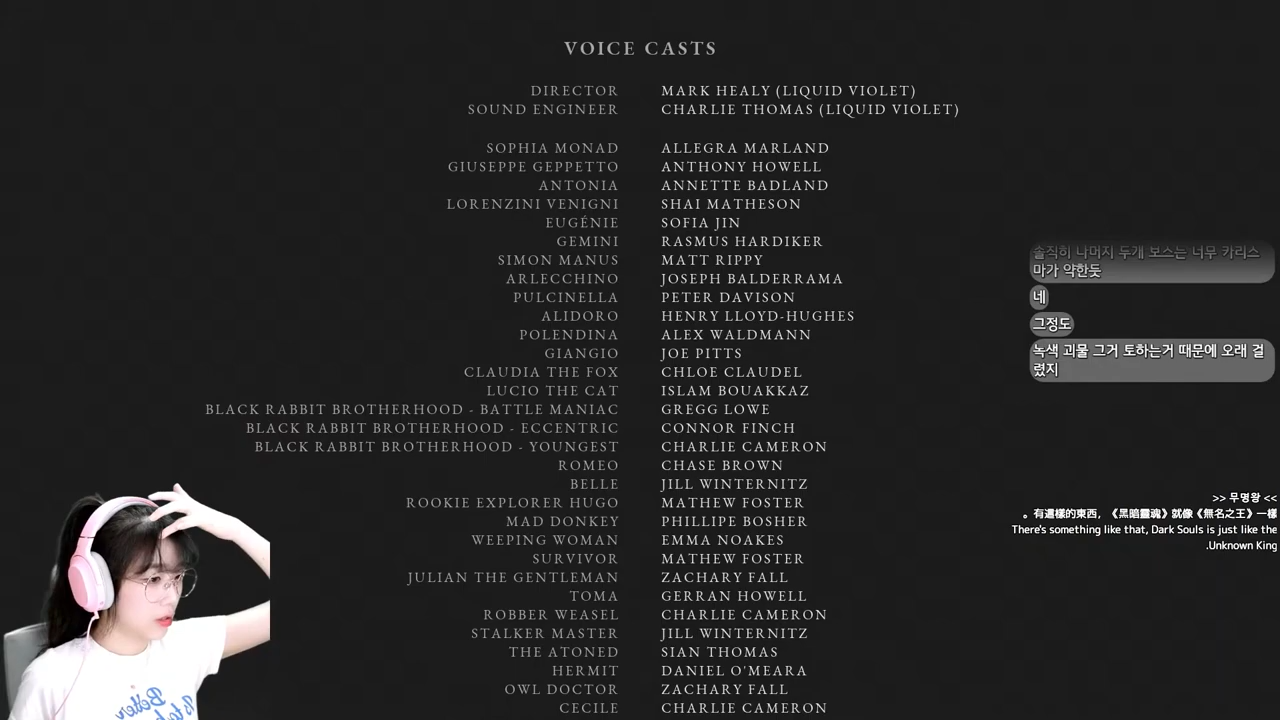 VOICE CASTS
DIRECTOR MARK HEALY (LIQUID VIOLET)
SOUND ENGINEER CHARLIE THOMAS (LIQUID VIOLET)
SOPHIA MONAD ALLEGRA MARLAND
GIUSEPPE GEPPETTO ANTHONY HOWELL
ANTONIA ANNETTE BADLAND
LORENZINI VENIGNI SHAI MATHESON
EUGÉNIE SOFIA JIN
GEMINI RASMUS HARDIKER
SIMON MANUS MATT RIPPY
ARLECCHINO JOSEPH BALDERRAMA
PULCINELLA PETER DAVISON
ALIDORO HENRY LLOYD-HUGHES
POLENDINA ALEX WALDMANN
GIANGIO JOE PITTS
CLAUDIA THE FOX CHLOE CLAUDEL
LUCIO THE CAT ISLAM BOUAKKAZ
BLACK RABBIT BROTHERHOOD - BATTLE MANIAC GREGG LOWE
BLACK RABBIT BROTHERHOOD - ECCENTRIC CONNOR FINCH
BLACK RABBIT BROTHERHOOD - YOUNGEST CHARLIE CAMERON
ROMEO CHASE BROWN
BELLE JILL WINTERNITZ
ROOKIE EXPLORER HUGO MATHEW FOSTER
MAD DONKEY PHILLIPE BOSHER
WEEPING WOMAN EMMA NOAKES
SURVIVOR MATHEW FOSTER
JULIAN THE GENTLEMAN ZACHARY FALL
TOMA GERRAN HOWELL
ROBBER WEASEL CHARLIE CAMERON
STALKER MASTER JILL WINTERNITZ
THE ATONED SIAN THOMAS
HERMIT DANIEL O'MEARA
OWL DOCTOR ZACHARY FALL
CECILE CHARLIE CAMERON
솔직히 나머지 두개 보스는 너무 카리스
마가 약한듯
네
그정도
녹색 괴물 그거 토하는거 때문에 오래 걸
렸지
>> 무명왕 <<
。有這樣的東西，《黑暗靈魂》就像《無名之王》一樣
There's something like that, Dark Souls is just like the
.Unknown King
Better